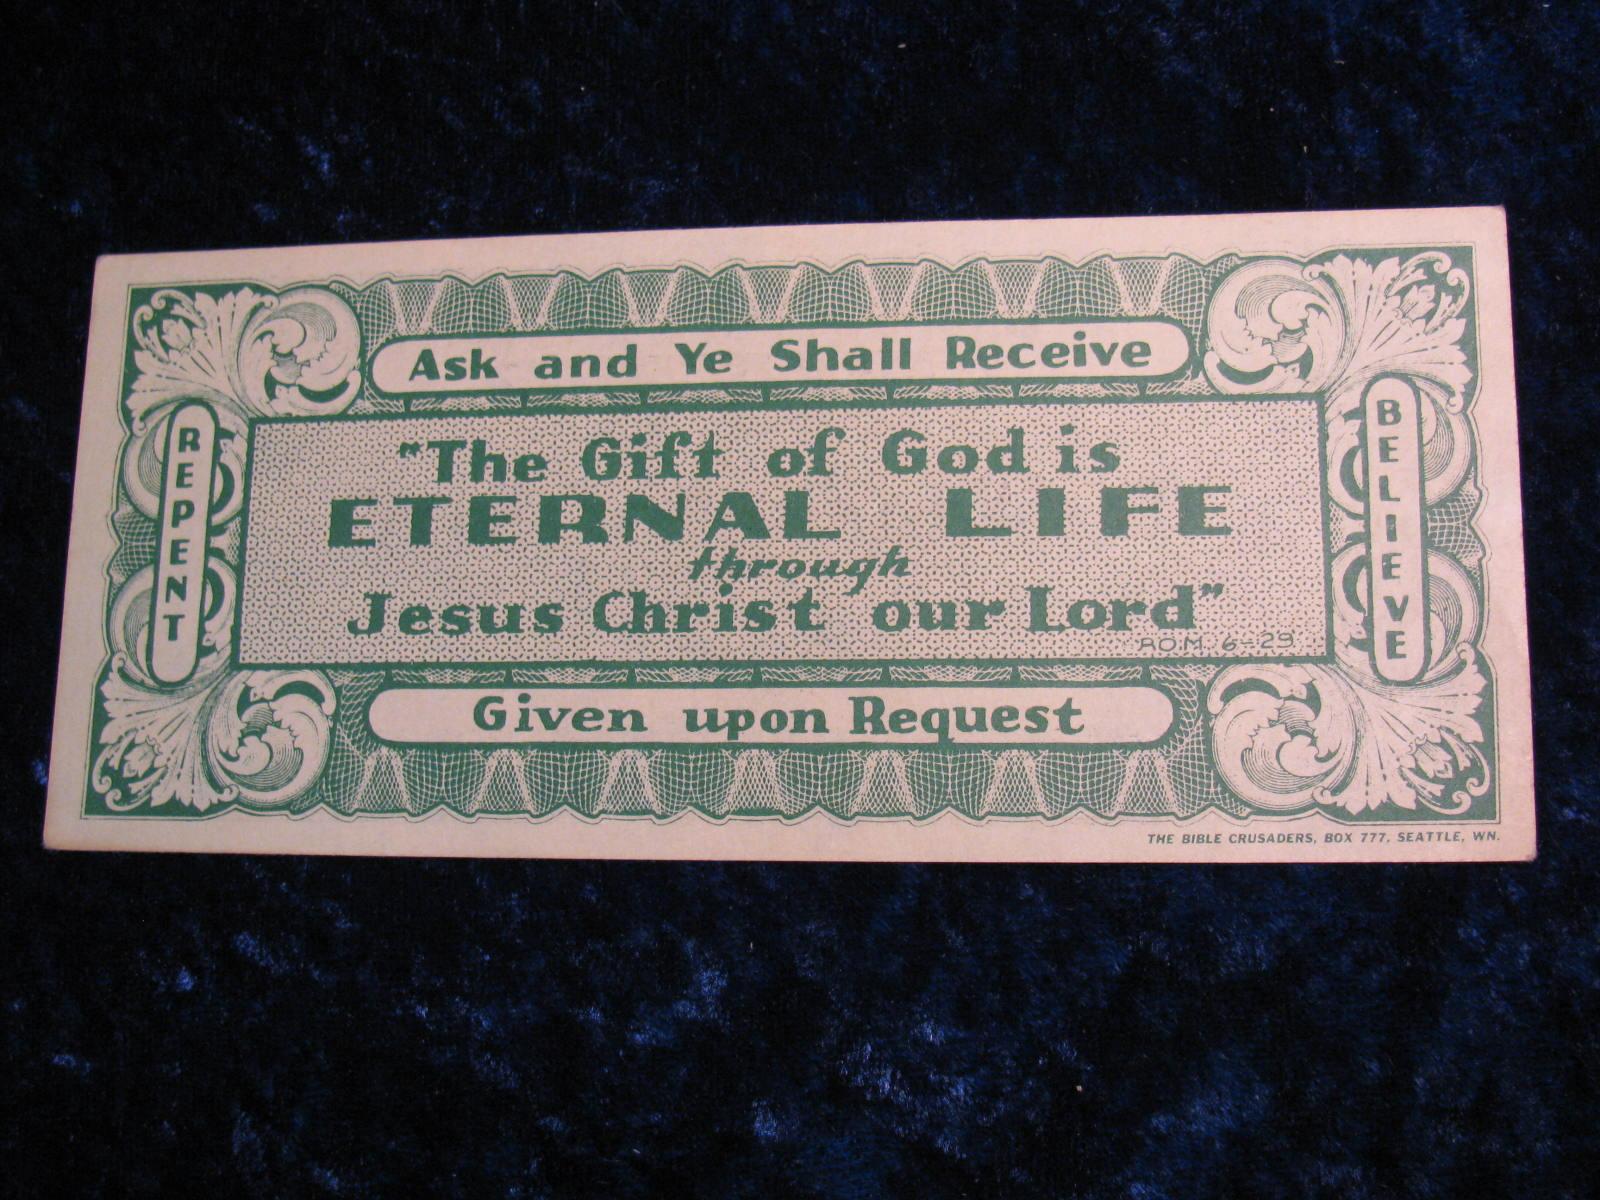 Ask and Ye Shall Receive
REPENT
"The Gift of God is
ETERNAL LIFE
through
Jesus Christ our Lord"
ROM. 6=29
BELIEVE
Given upon Request
THE BIBLE CRUSADERS, BOX 777, SEATTLE, WN.